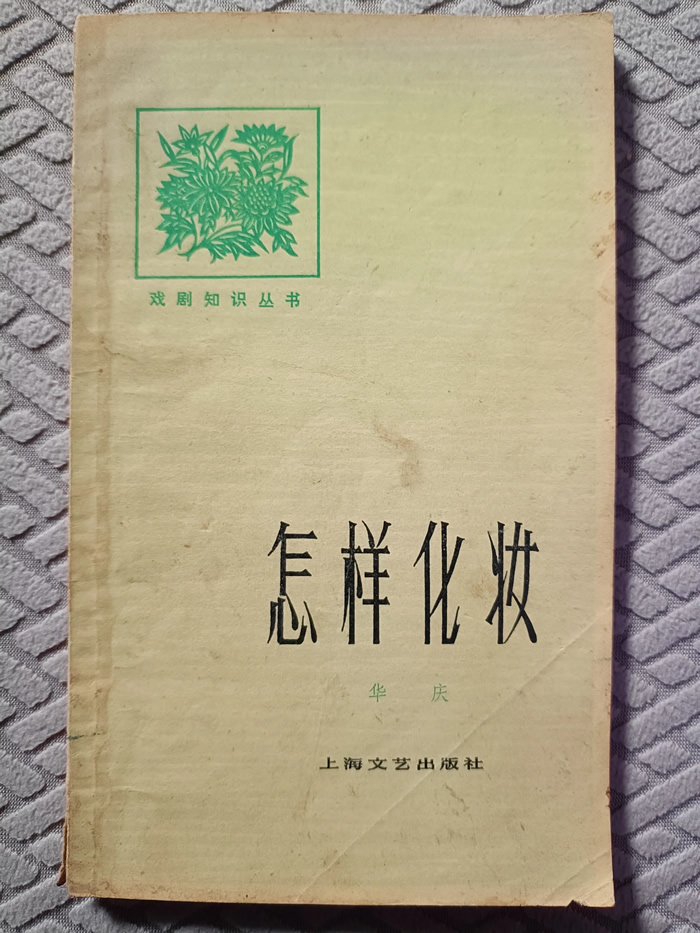 戏剧知识丛书
怎样化妆
华庆
上海文艺出版社